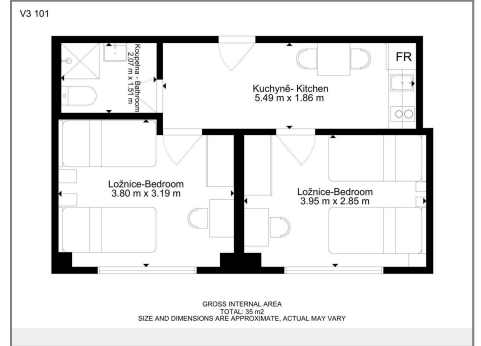 V3 101
Koupelna - Bathroom
2.07 m x 1.51 m
FR
Kuchyně- Kitchen
5.49 m x 1.86 m
Ložnice-Bedroom
3.80 m x 3.19 m
Ložnice-Bedroom
3.95 m x 2.85 m
GROSS INTERNAL AREA
TOTAL: 35 m2
SIZE AND DIMENSIONS ARE APPROXIMATE, ACTUAL MAY VARY